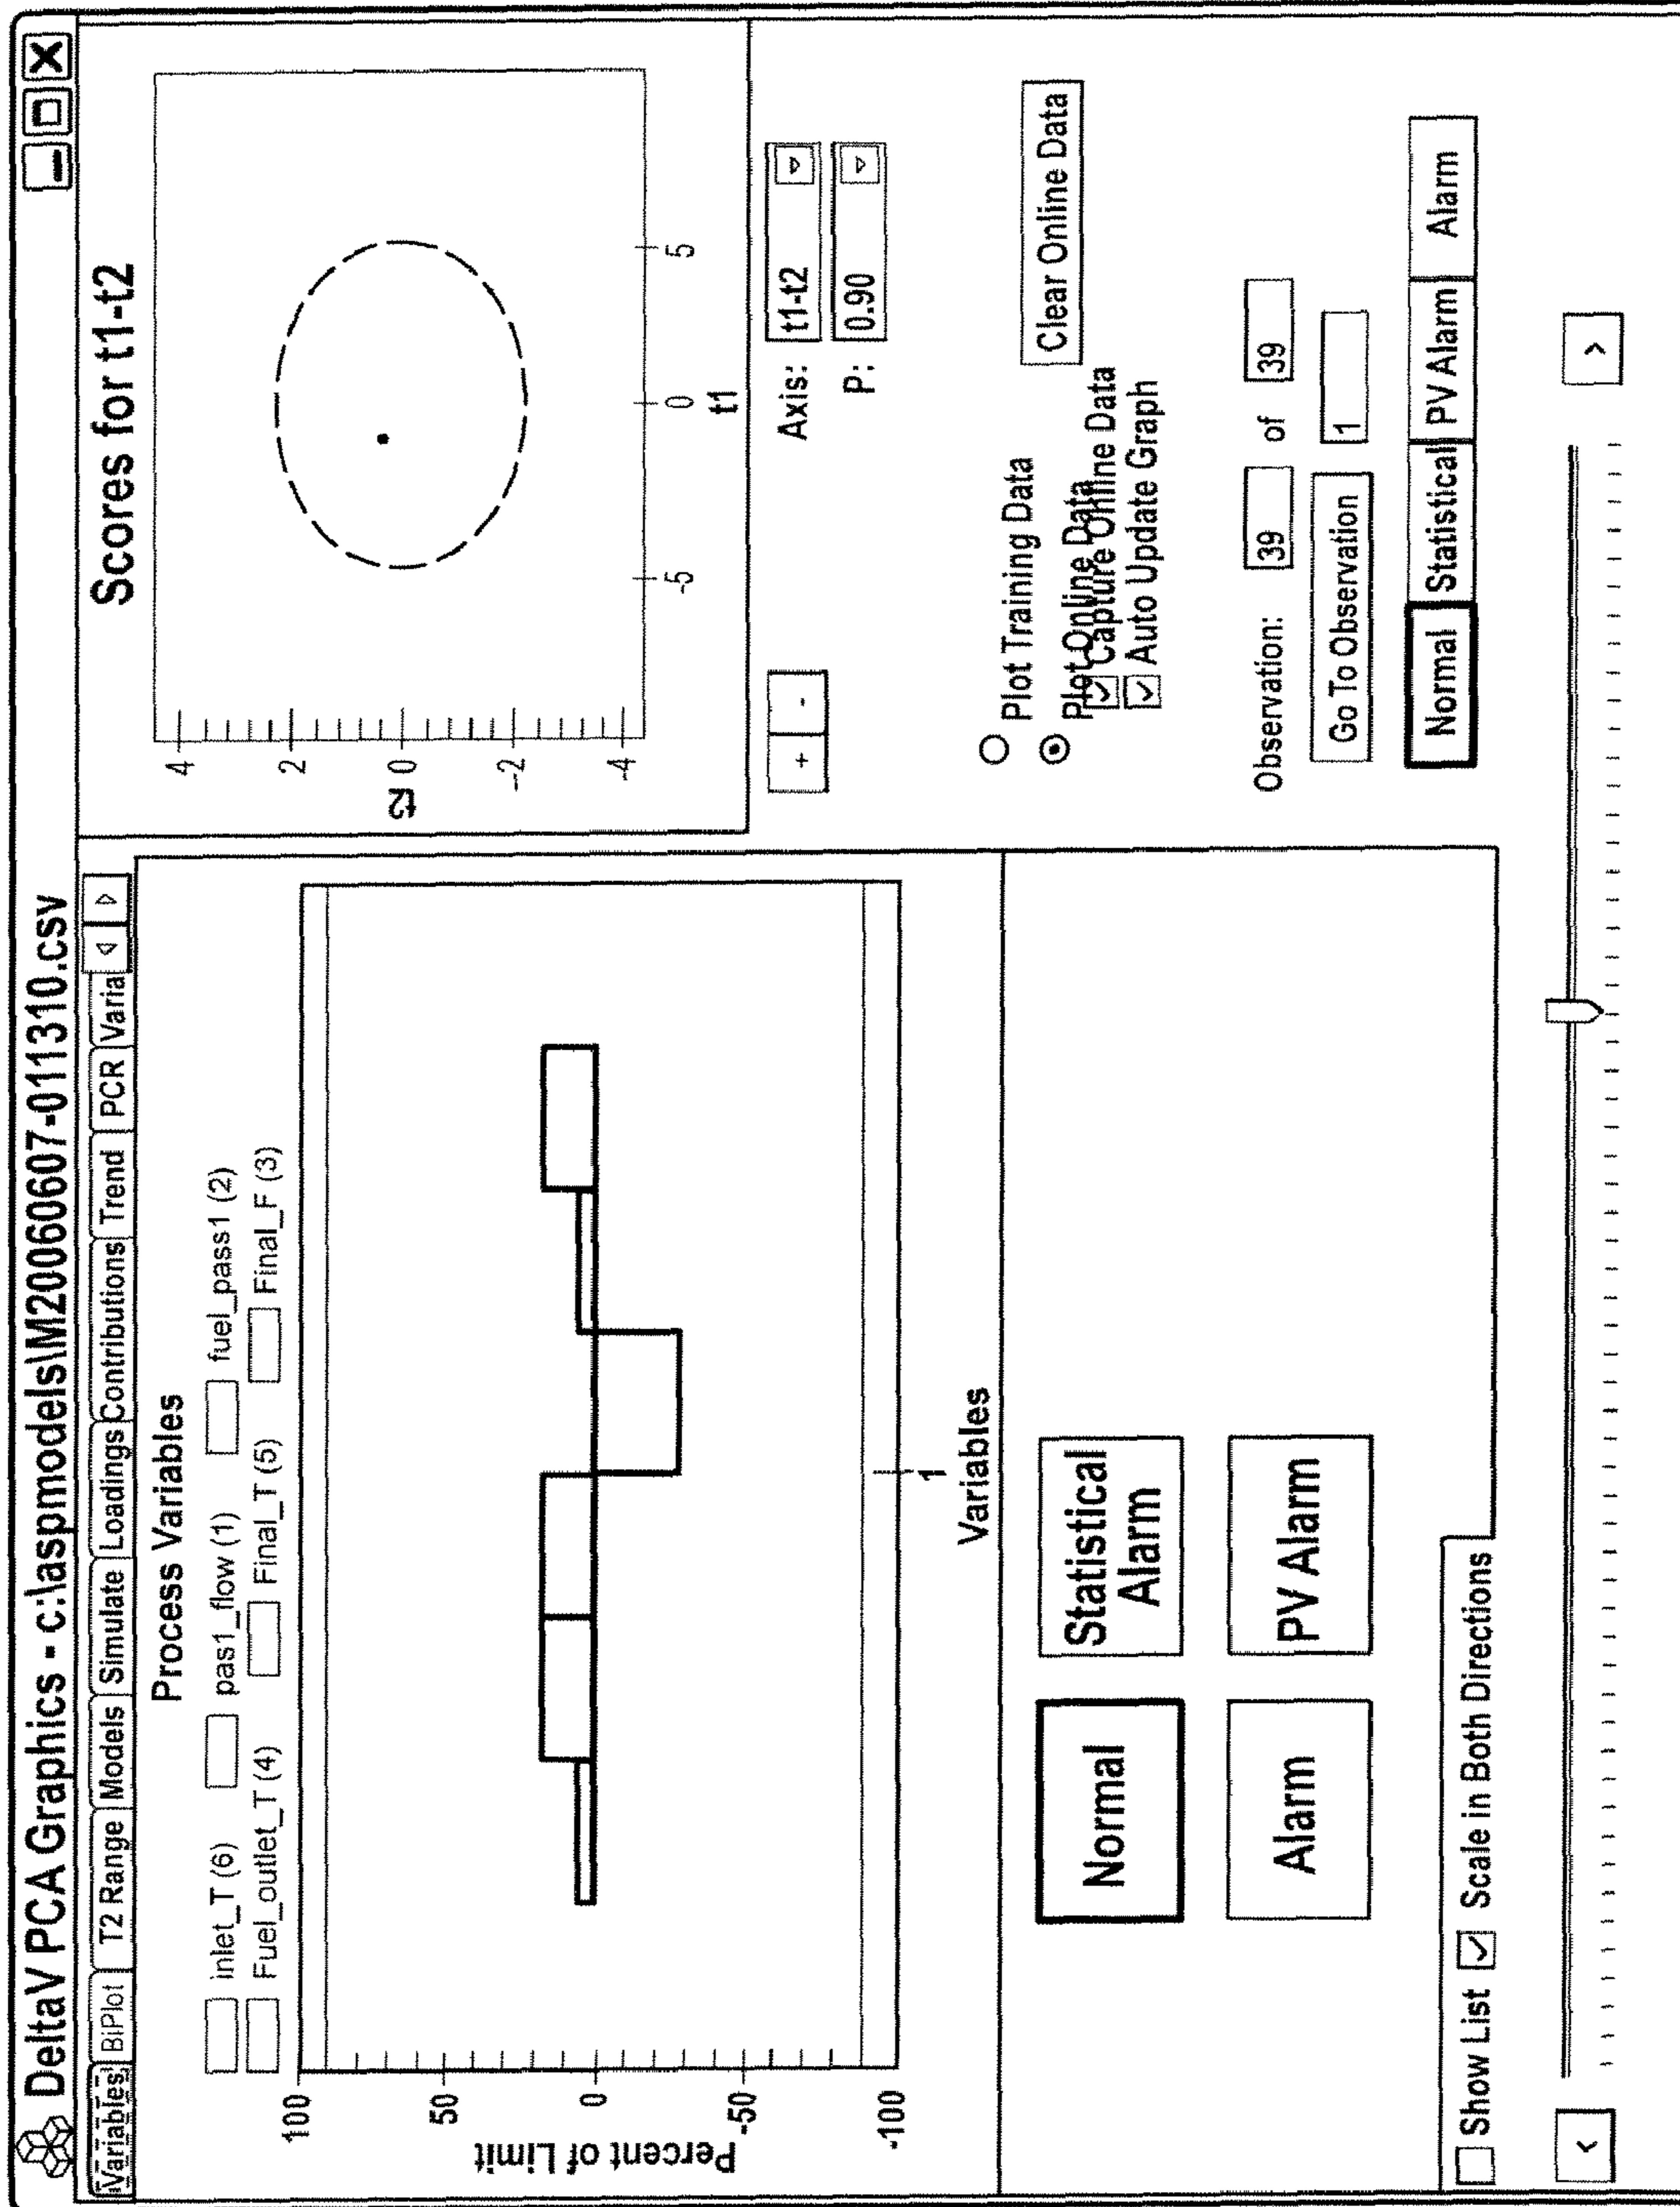 DeltaV PCA Graphics - c:\aspmodels\M2006607-011310.csv
Variables BiPlot T2 Range Models Simulate Loadings Contributions Trend PCR Varia
Process Variables
inlet_T (6) pas1_flow (1) fuel_pass1 (2)
Fuel_outlet_T (4) Final_T (5) Final_F (3)
100
50
0
-50
-100
Percent of Limit
1
Variables
Normal
Statistical
Alarm
Alarm
PV Alarm
Show List Scale in Both Directions
Scores for t1-t2
4
2
0
-2
-4
t2
-5 0 5
t1
+ -
Axis: t1-t2
P: 0.90
Plot Training Data
Plot Online Data
Capture Online Data
Auto Update Graph
Clear Online Data
Observation: 39 of 39
Go To Observation 1
Normal Statistical PV Alarm Alarm
< >